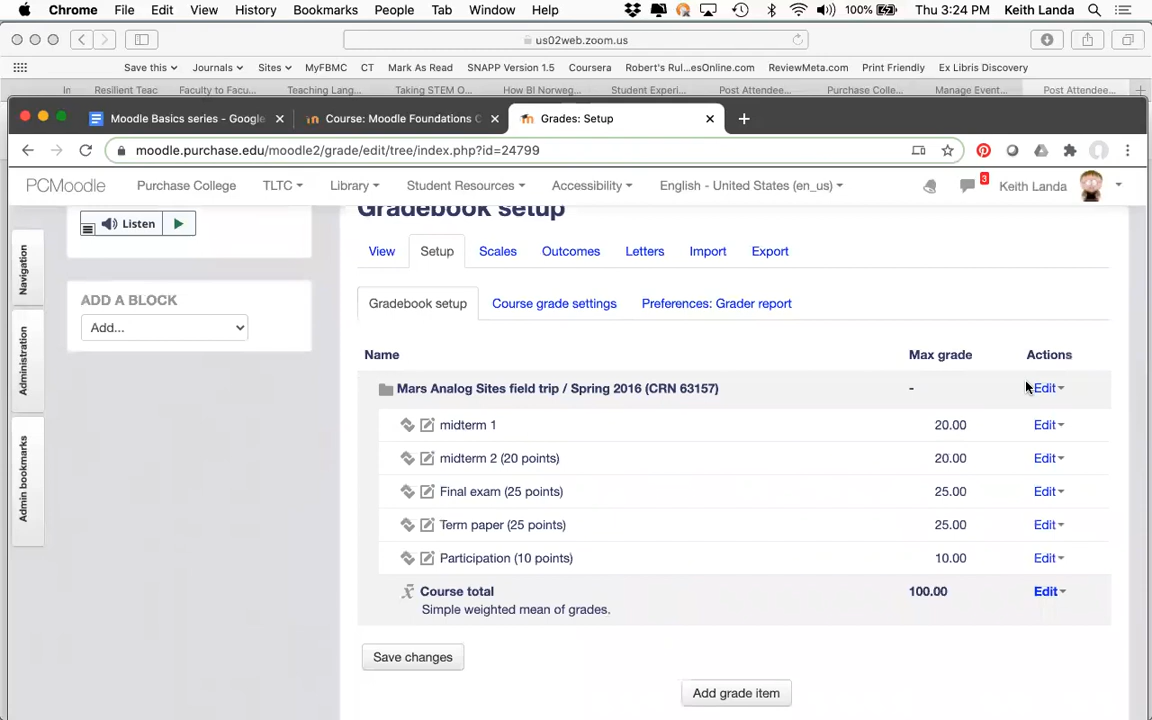 Chrome File Edit View History Bookmarks People Tab Window Help 100% Thu 3:24 PM Keith Landa
us02web.zoom.us
Save this Journals Sites MyFBMC CT Mark As Read SNAPP Version 1.5 Coursera Robert's Rul...esOnline.com ReviewMeta.com Print Friendly Ex Libris Discovery
In Resilient Teac Faculty to Facu... Teaching Lang... Taking STEM O... How BI Norweg... Student Experi... Post Attendee... Purchase Colle... Manage Event... Post Attendee...
Moodle Basics series - Google Course: Moodle Foundations C Grades: Setup
moodle.purchase.edu/moodle2/grade/edit/tree/index.php?id=24799
PCMoodle Purchase College TLTC Library Student Resources Accessibility English - United States (en_us) 3 Keith Landa
Gradebook setup
Listen
Navigation
Administration
Admin bookmarks
ADD A BLOCK
Add...
View Setup Scales Outcomes Letters Import Export
Gradebook setup Course grade settings Preferences: Grader report
Name Max grade Actions
Mars Analog Sites field trip / Spring 2016 (CRN 63157) - Edit
midterm 1 20.00 Edit
midterm 2 (20 points) 20.00 Edit
Final exam (25 points) 25.00 Edit
Term paper (25 points) 25.00 Edit
Participation (10 points) 10.00 Edit
Course total 100.00 Edit
Simple weighted mean of grades.
Save changes
Add grade item